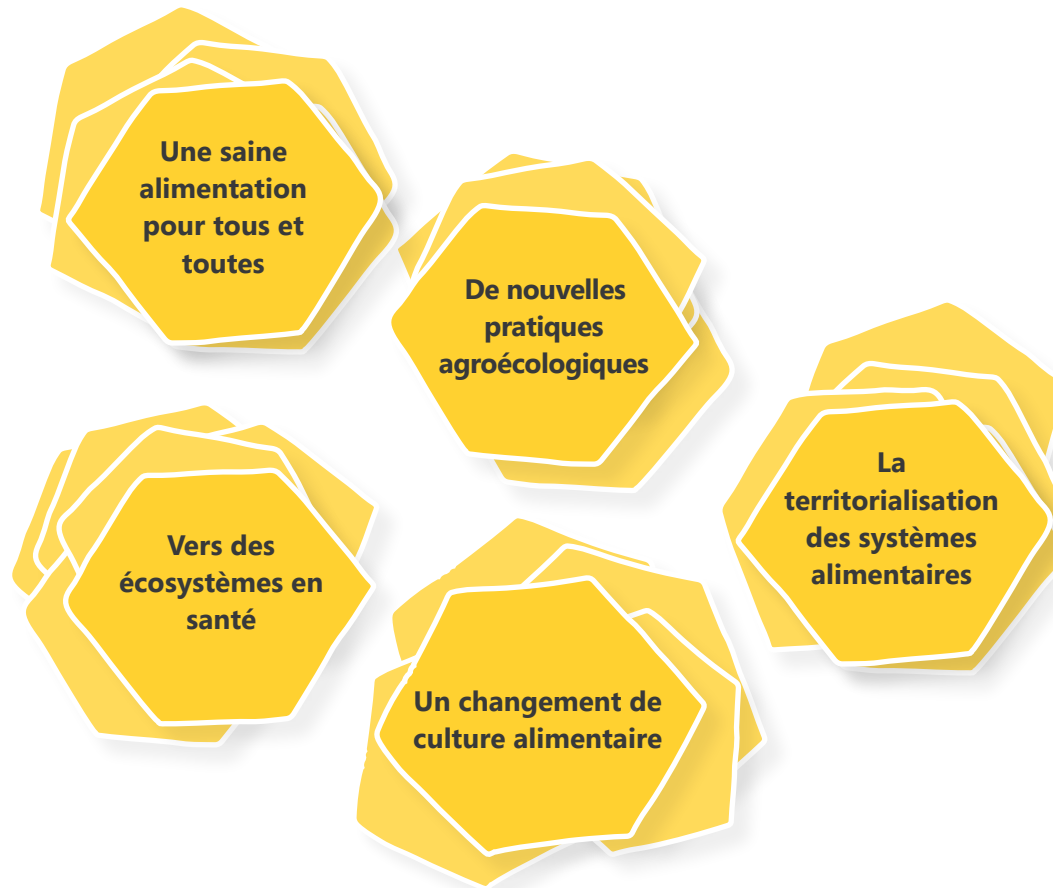 Une saine
alimentation
pour tous et
toutes
De nouvelles
pratiques
agroécologiques
La
territorialisation
des systèmes
alimentaires
Vers des
écosystèmes en
santé
Un changement de
culture alimentaire